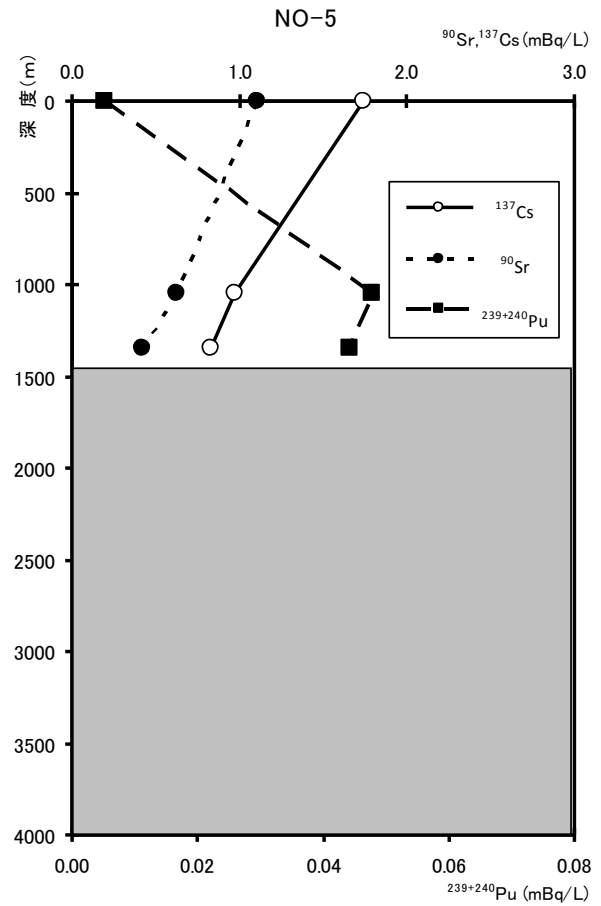 NO-5
⁹⁰Sr,¹³⁷Cs(mBq/L)
0.0 1.0 2.0 3.0
深 度(m)
0
500
1000
1500
2000
2500
3000
3500
4000
¹³⁷Cs
⁹⁰Sr
²³⁹⁺²⁴⁰Pu
0.00 0.02 0.04 0.06 0.08
²³⁹⁺²⁴⁰Pu (mBq/L)